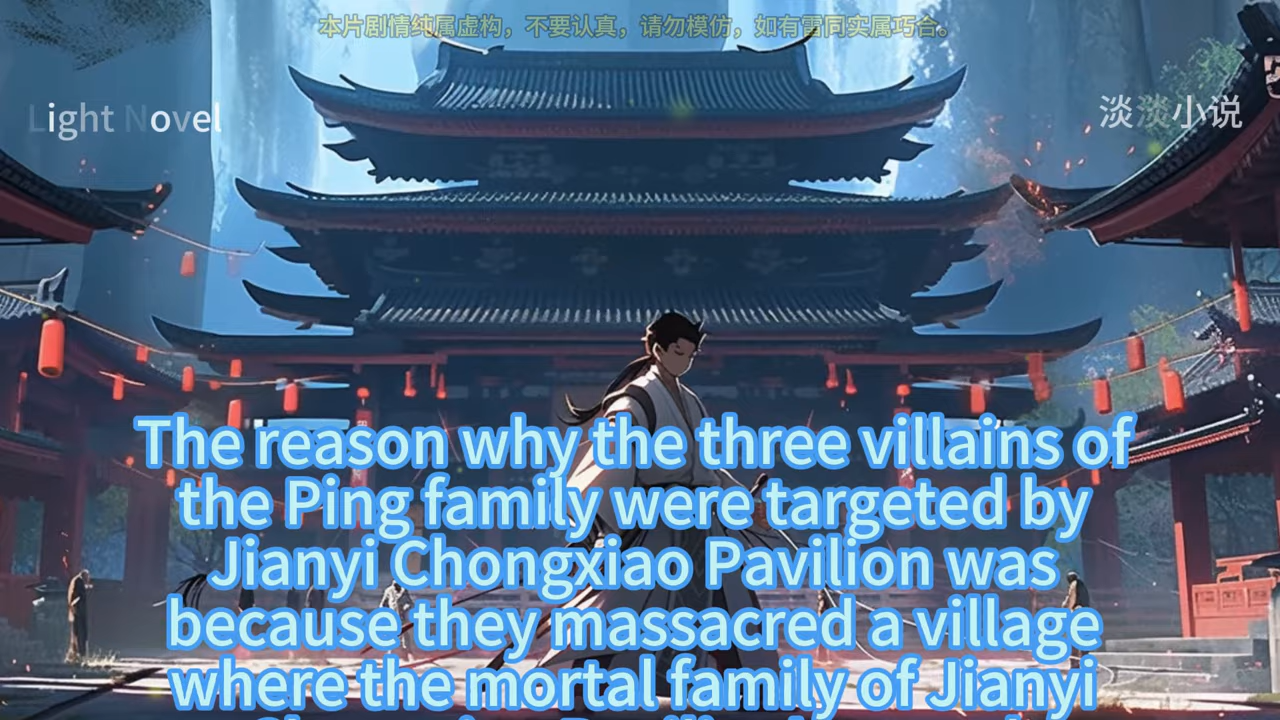 本片剧情纯属虚构，不要认真，请勿模仿，如有雷同实属巧合。
Light Novel
淡淡小说
The reason why the three villains of
the Ping family were targeted by
Jianyi Chongxiao Pavilion was
because they massacred a village
where the mortal family of Jianyi